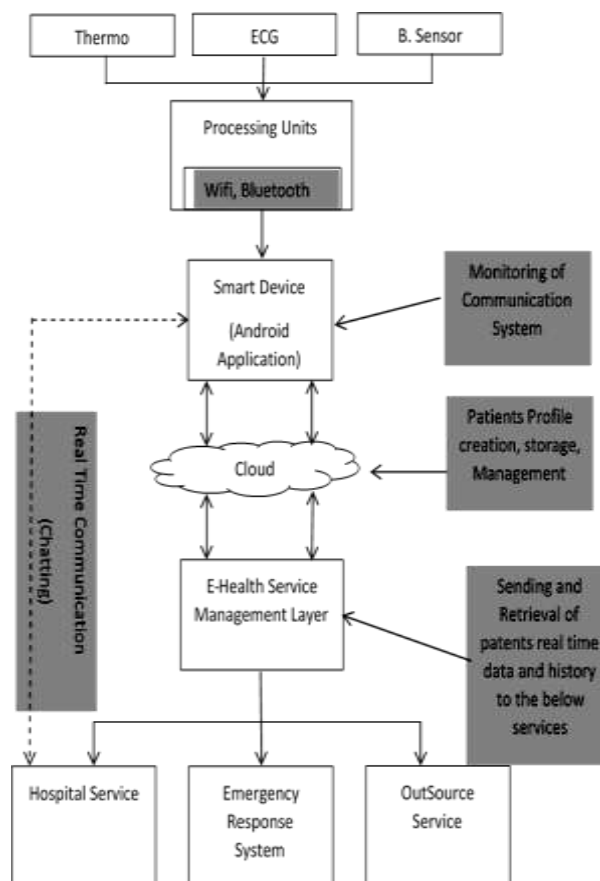 Thermo
ECG
B. Sensor
Processing Units
Wifi, Bluetooth
Smart Device
(Android
Application)
Monitoring of
Communication
System
Patients Profile
creation, storage,
Management
Cloud
Real Time Communication
(Chatting)
E-Health Service
Management Layer
Sending and
Retrieval of
patents real time
data and history
to the below
services
Hospital Service
Emergency
Response
System
OutSource
Service